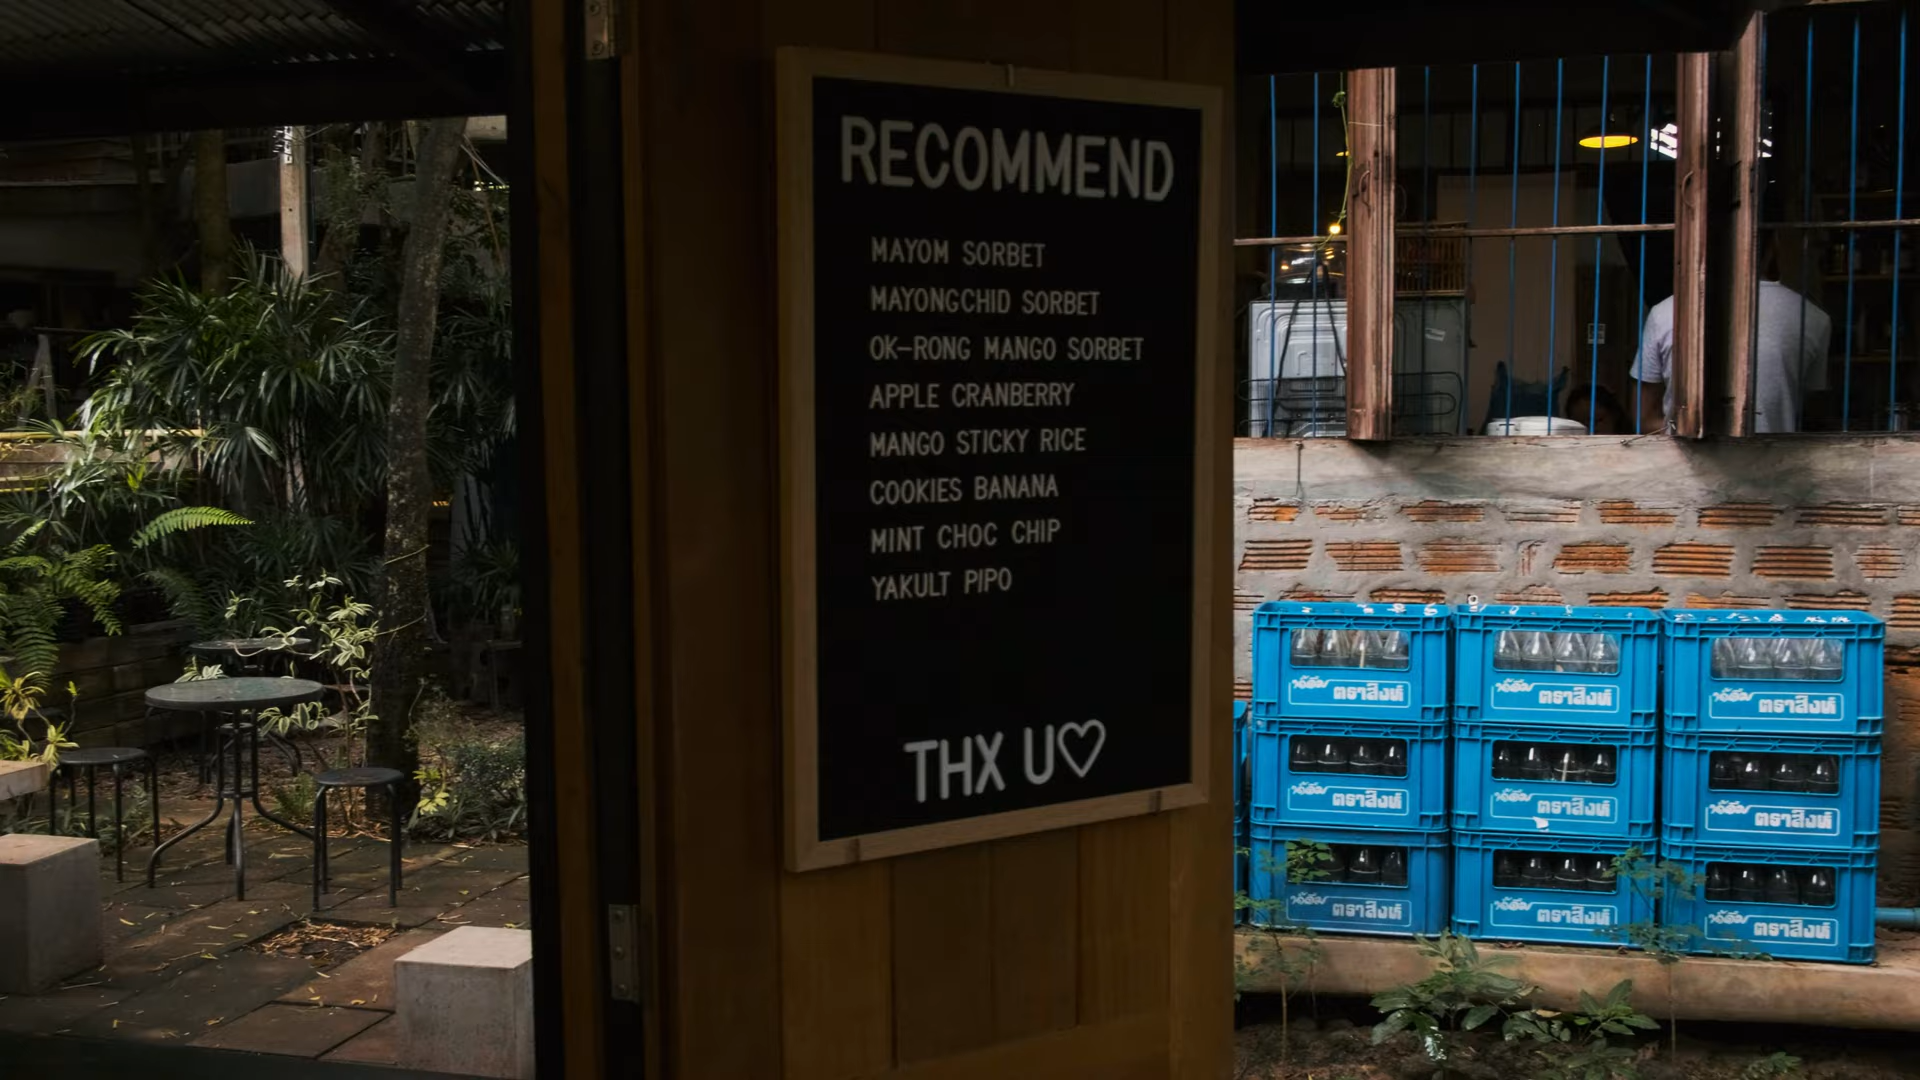 RECOMMEND
MAYOM SORBET
MAYONGCHID SORBET
OK-RONG MANGO SORBET
APPLE CRANBERRY
MANGO STICKY RICE
COOKIES BANANA
MINT CHOC CHIP
YAKULT PIPO
THX U♡
ตราสิงห์
ตราสิงห์
ตราสิงห์
ตราสิงห์
ตราสิงห์
ตราสิงห์
ตราสิงห์
ตราสิงห์
ตราสิงห์